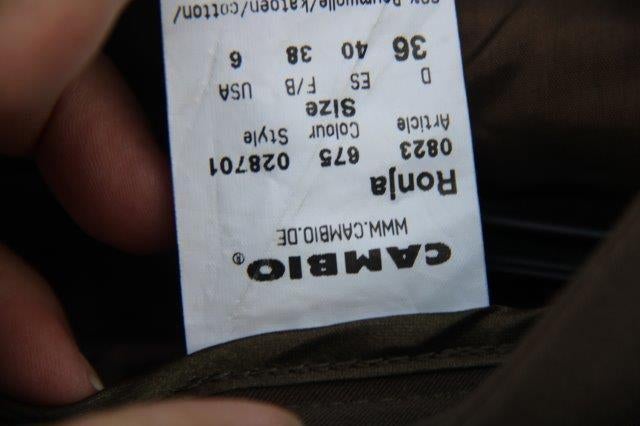 CAMBIO®
WWW.CAMBIO.DE
Ronja
0823 675 028701
Article Colour Style
Size
D ES F/B USA
36 40 38 6
Baumwolle/katoen/cotton/